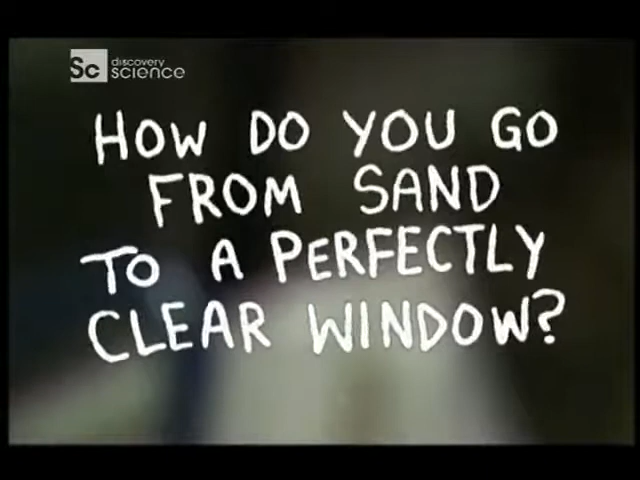 Sc discovery
science
HOW DO YOU GO
FROM SAND
TO A PERFECTLY
CLEAR WINDOW?